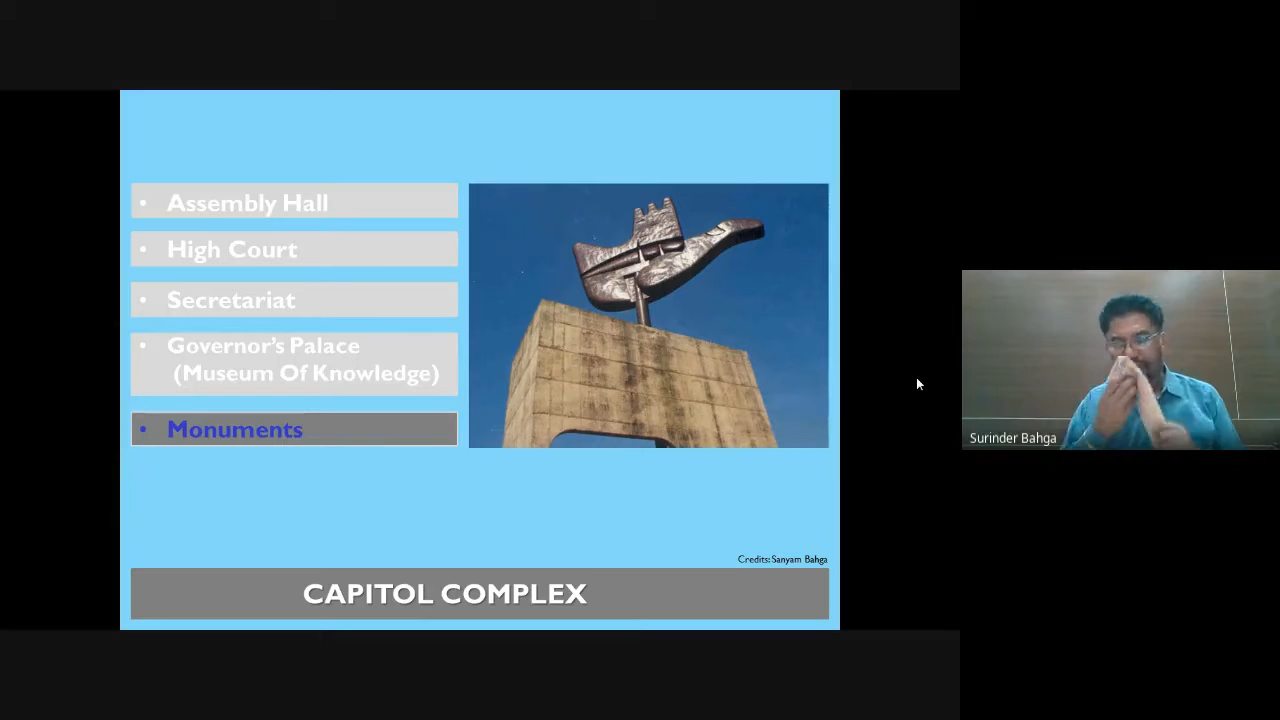 • Assembly Hall
• High Court
• Secretariat
• Governor's Palace
(Museum Of Knowledge)
• Monuments
Credits: Sanyam Bahga
CAPITOL COMPLEX
Surinder Bahga